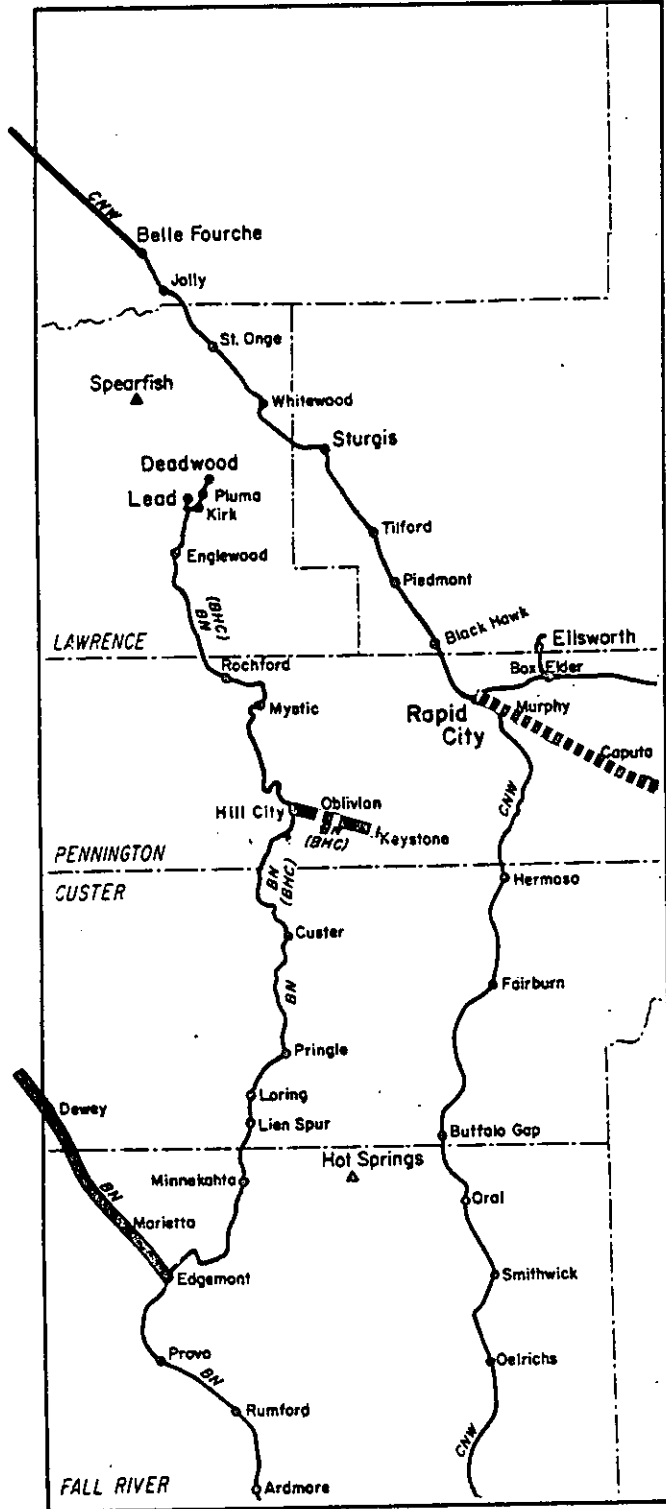 CNW
Belle Fourche
Jolly
St. Onge
Spearfish
Whitewood
Sturgis
Deadwood
Lead
Pluma
Kirk
Tilford
Englewood
Piedmont
BN
(BHC)
Black Hawk
LAWRENCE
Ellsworth
Box Elder
Rochford
Mystic
Rapid
City
Murphy
Caputa
Hill City
Oblivion
BN
(BHC)
Keystone
CNW
PENNINGTON
BN
(BHC)
CUSTER
Hermosa
Custer
BN
Fairburn
Pringle
Loring
Dewey
Lien Spur
Buffalo Gap
Hot Springs
Minnekahta
BN
Oral
Marietta
Edgemont
Smithwick
Provo
Oelrichs
BN
Rumford
CNW
FALL RIVER
Ardmore